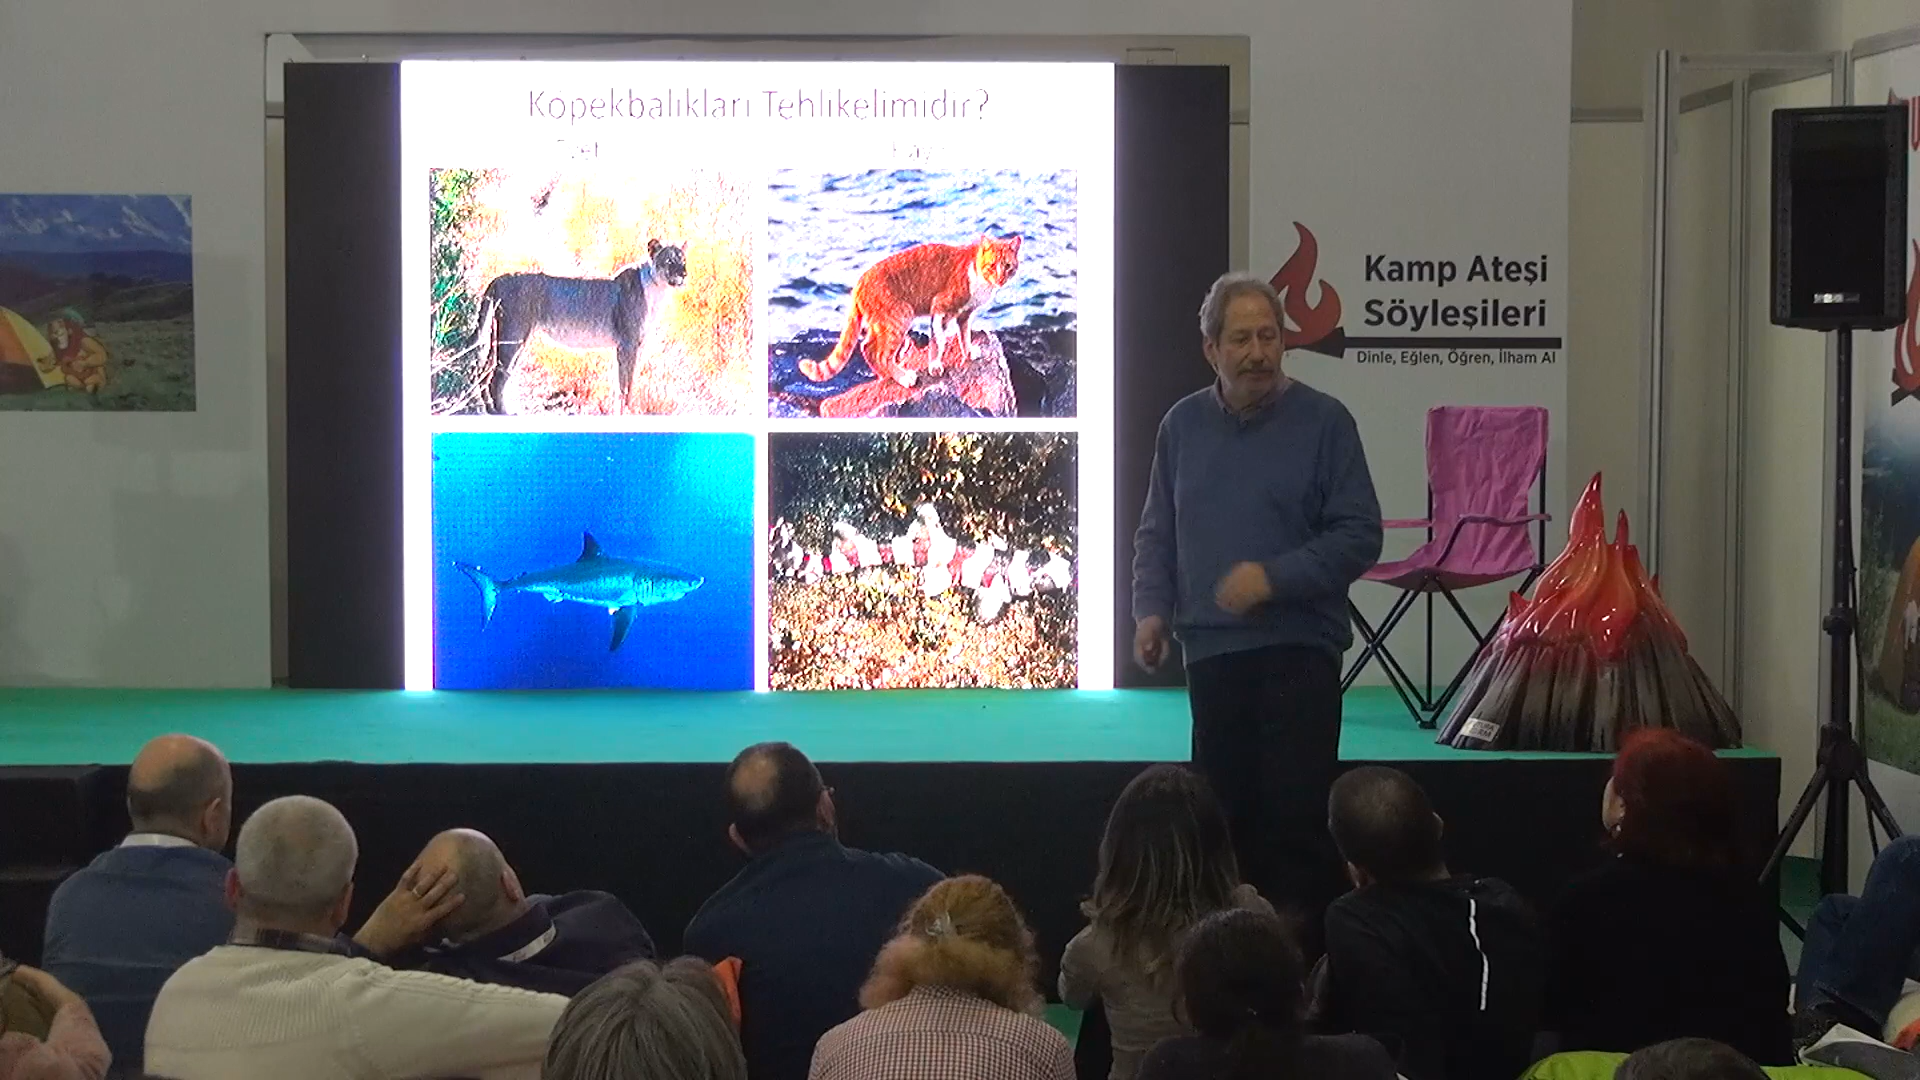 Köpekbalıkları Tehlikelimidir?
Kamp Ateşi
Söyleşileri
Dinle, Eğlen, Öğren, İlham Al